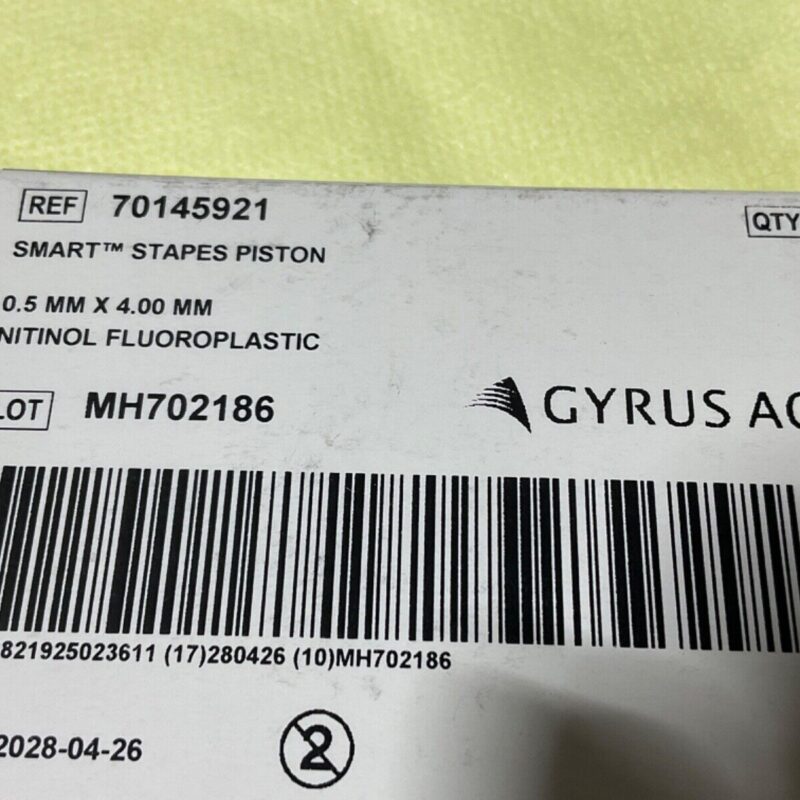 REF 70145921
QTY
SMART™ STAPES PISTON
0.5 MM X 4.00 MM
NITINOL FLUOROPLASTIC
LOT MH702186
GYRUS AC
821925023611 (17)280426 (10)MH702186
2028-04-26
2